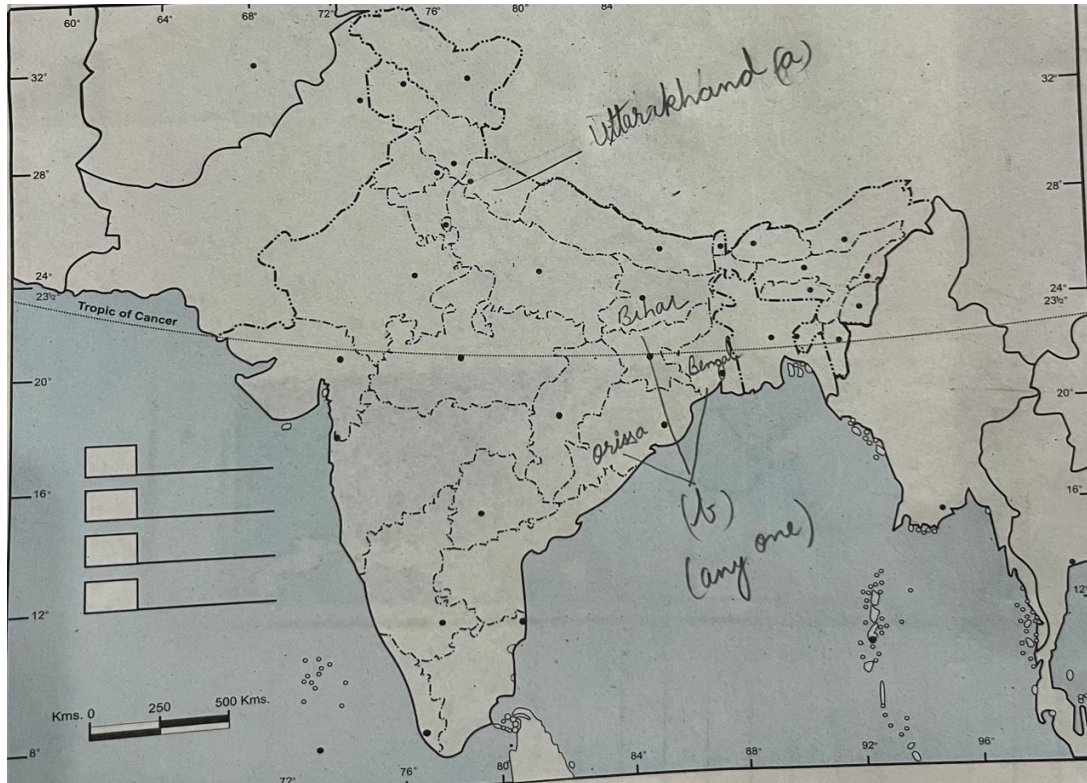 60° 64° 68° 72° 76° 80° 84
32° 32°
Uttarakhand (a)
28° 28°
24° 24°
23½° 23½°
Tropic of Cancer
Bihar
Bengal
20° 20°
Orissa
16° 16°
(b)
(any one)
12° 12°
Kms. 0 250 500 Kms.
8° 8°
72° 76° 80 84° 88° 92° 96°